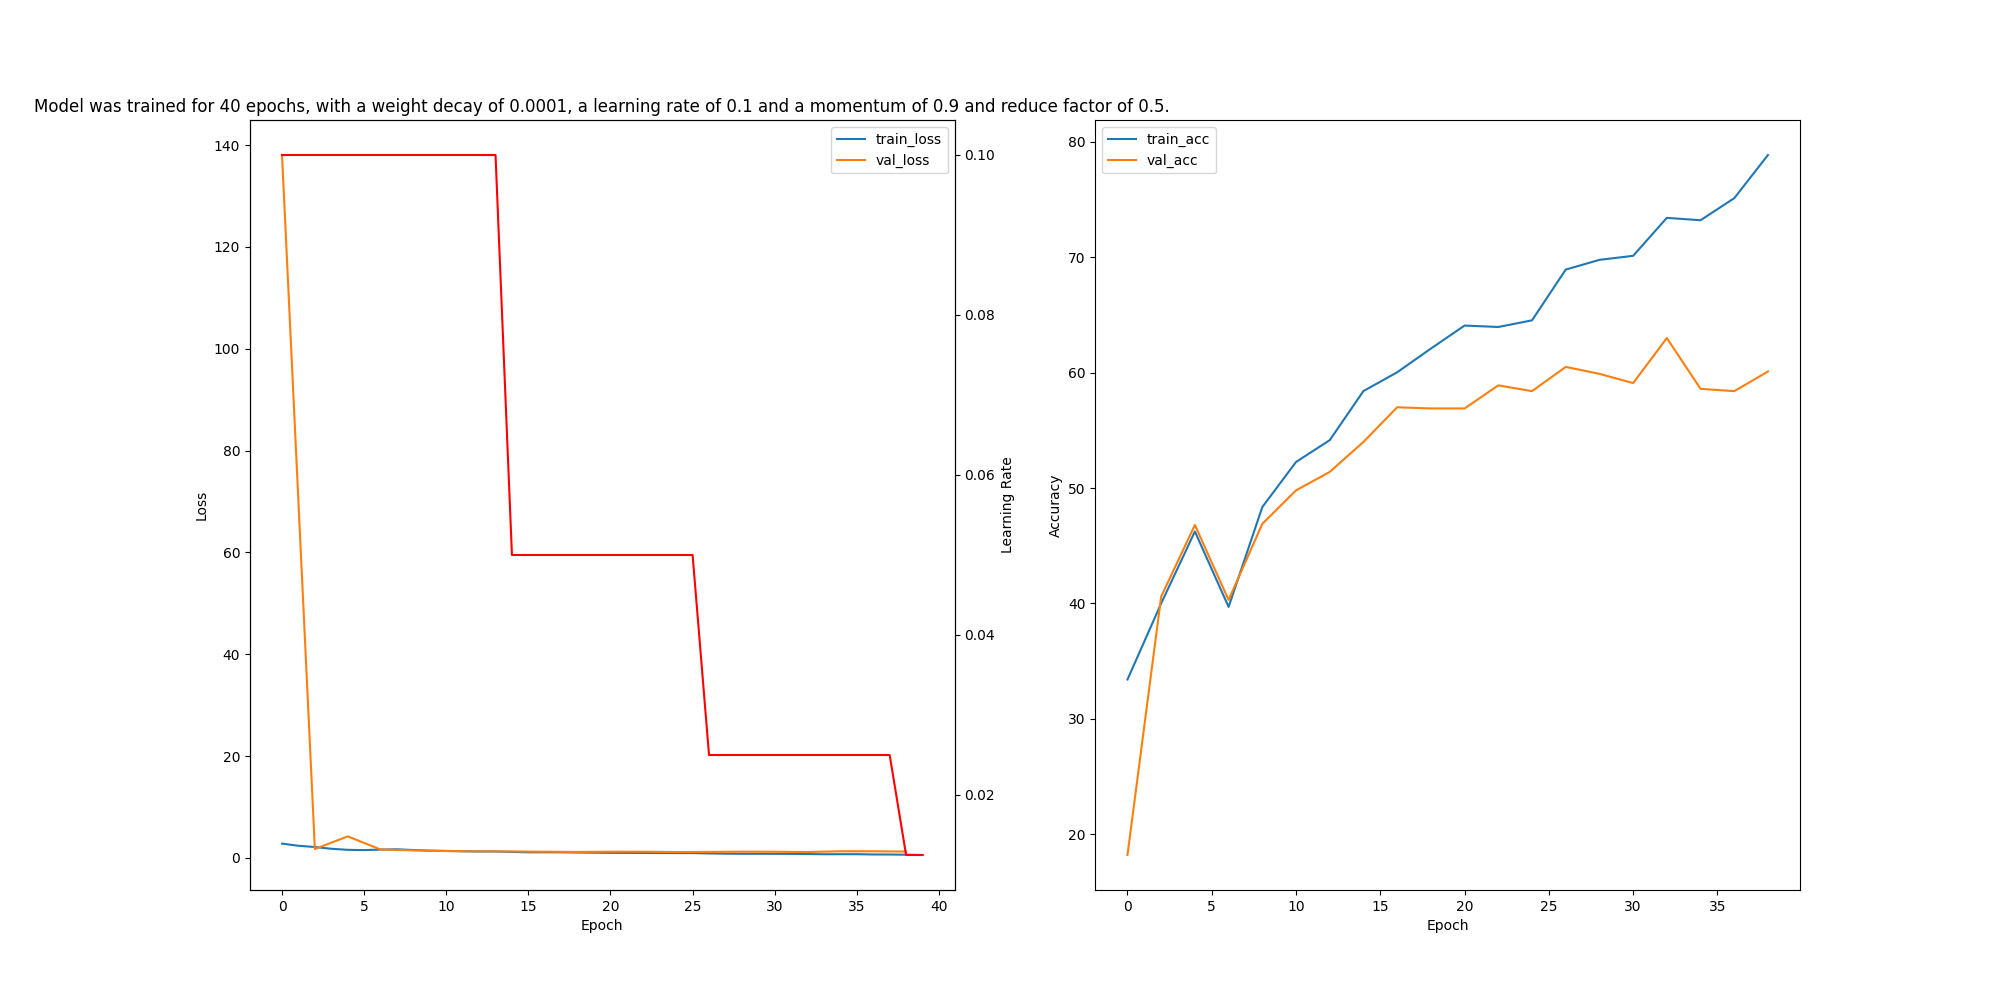 Model was trained for 40 epochs, with a weight decay of 0.0001, a learning rate of 0.1 and a momentum of 0.9 and reduce factor of 0.5.
train_loss
val_loss
140
120
100
80
60
40
20
0
Loss
0 5 10 15 20 25 30 35 40
Epoch
0.10
0.08
0.06
0.04
0.02
Learning Rate
train_acc
val_acc
80
70
60
50
40
30
20
Accuracy
0 5 10 15 20 25 30 35
Epoch